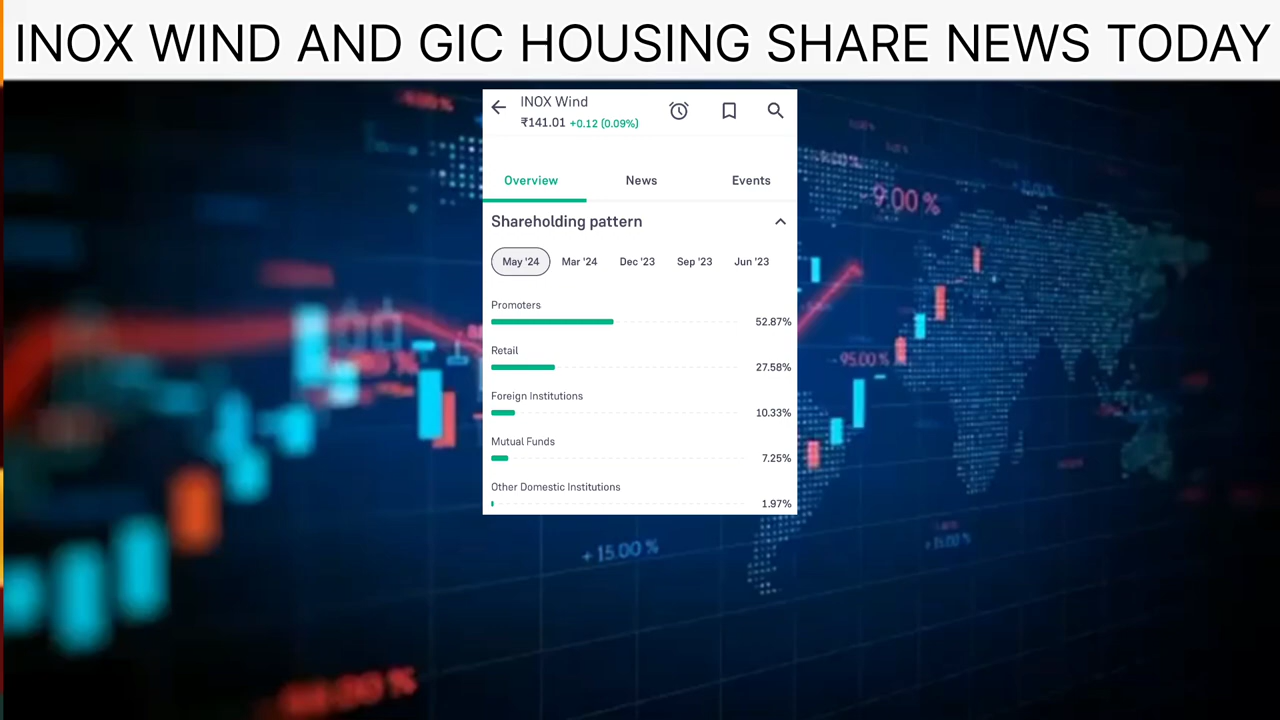 INOX WIND AND GIC HOUSING SHARE NEWS TODAY
INOX Wind
₹141.01 +0.12 (0.09%)
Overview News Events
Shareholding pattern
May '24 Mar '24 Dec '23 Sep '23 Jun '23
Promoters
52.87%
Retail
27.58%
Foreign Institutions
10.33%
Mutual Funds
7.25%
Other Domestic Institutions
1.97%
9.00 %
-95.00 %
+15.00 %